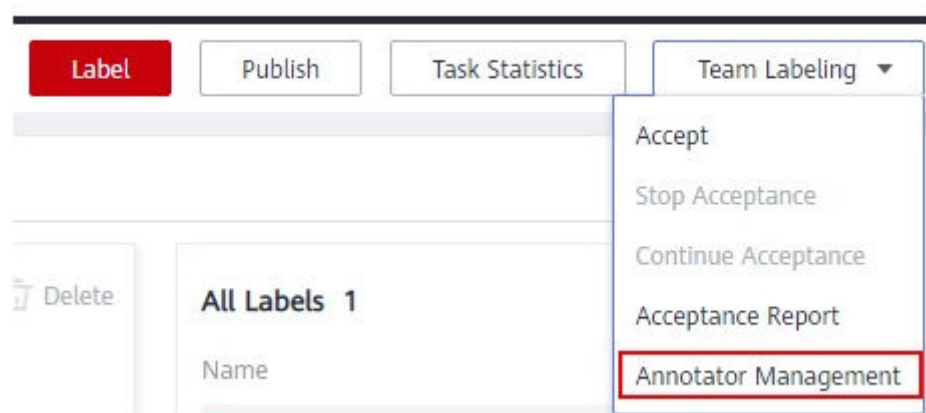 Label Publish Task Statistics Team Labeling
Accept
Stop Acceptance
Continue Acceptance
Delete
All Labels 1
Acceptance Report
Name
Annotator Management